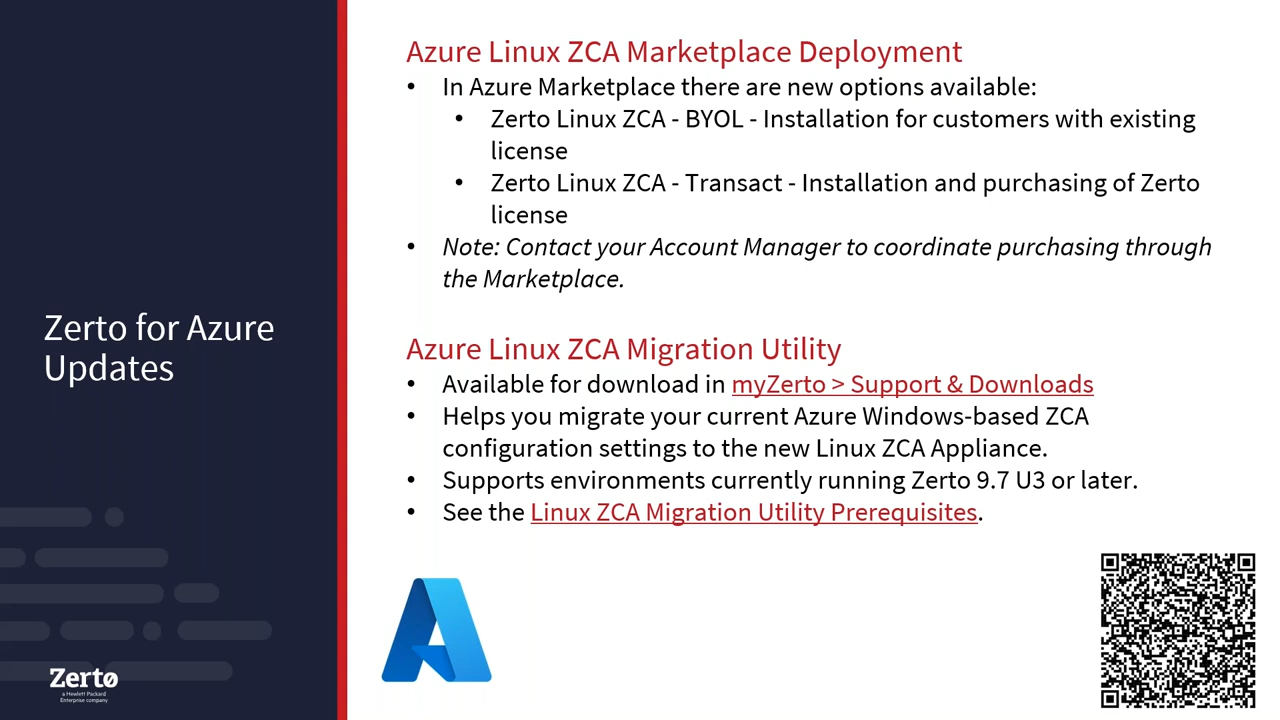 Zerto for Azure
Updates
Azure Linux ZCA Marketplace Deployment
• In Azure Marketplace there are new options available:
• Zerto Linux ZCA - BYOL - Installation for customers with existing
license
• Zerto Linux ZCA - Transact - Installation and purchasing of Zerto
license
• Note: Contact your Account Manager to coordinate purchasing through
the Marketplace.
Azure Linux ZCA Migration Utility
• Available for download in myZerto > Support & Downloads
• Helps you migrate your current Azure Windows-based ZCA
configuration settings to the new Linux ZCA Appliance.
• Supports environments currently running Zerto 9.7 U3 or later.
• See the Linux ZCA Migration Utility Prerequisites.
Zerto
a Hewlett Packard
Enterprise company